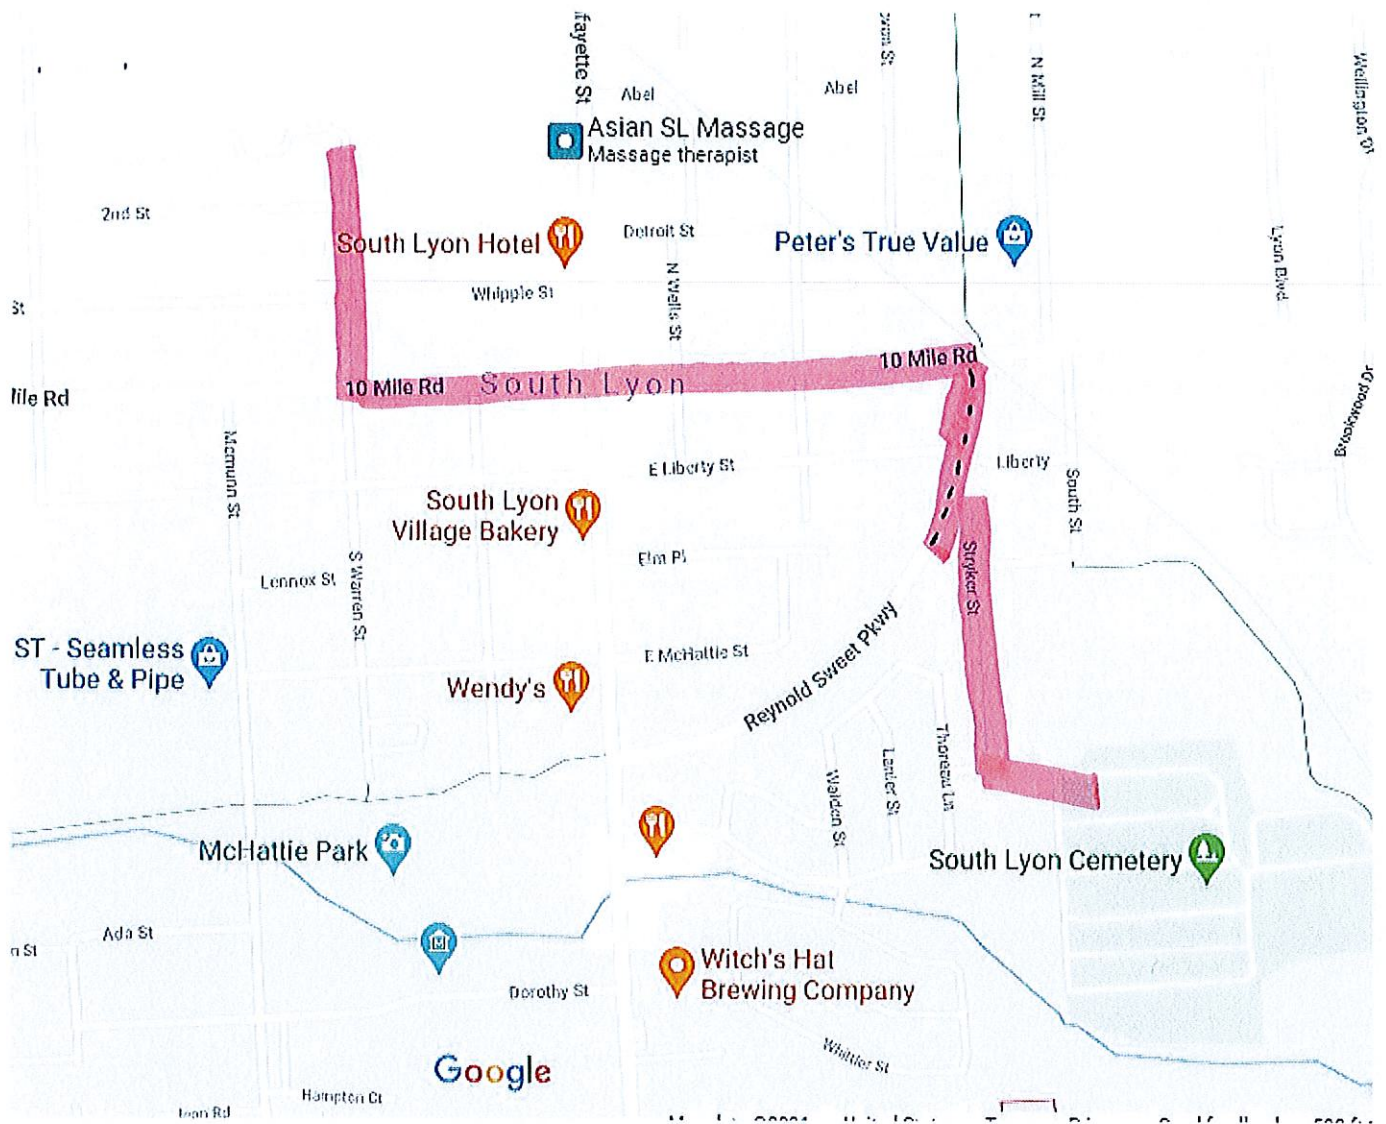 fayette St
Abel
Abel
N Mill St
Asian SL Massage
Massage therapist
2nd St
South Lyon Hotel
Detroit St
Peter's True Value
Lyon Blvd
Whipple St
St
N Wells St
10 Mile Rd
10 Mile Rd
South Lyon
Mile Rd
Brookwood Dr
Mcmunn St
E Liberty St
Liberty
South St
South Lyon
Village Bakery
Elm Pl
Lennox St
S Warren St
Stryker St
ST - Seamless
Tube & Pipe
E McHattie St
Wendy's
Reynold Sweet Pkwy
Thoreau Ln
Lanier St
Walden St
McHattie Park
South Lyon Cemetery
Ada St
n St
Witch's Hat
Brewing Company
Dorothy St
Whittier St
Google
Hampton Ct